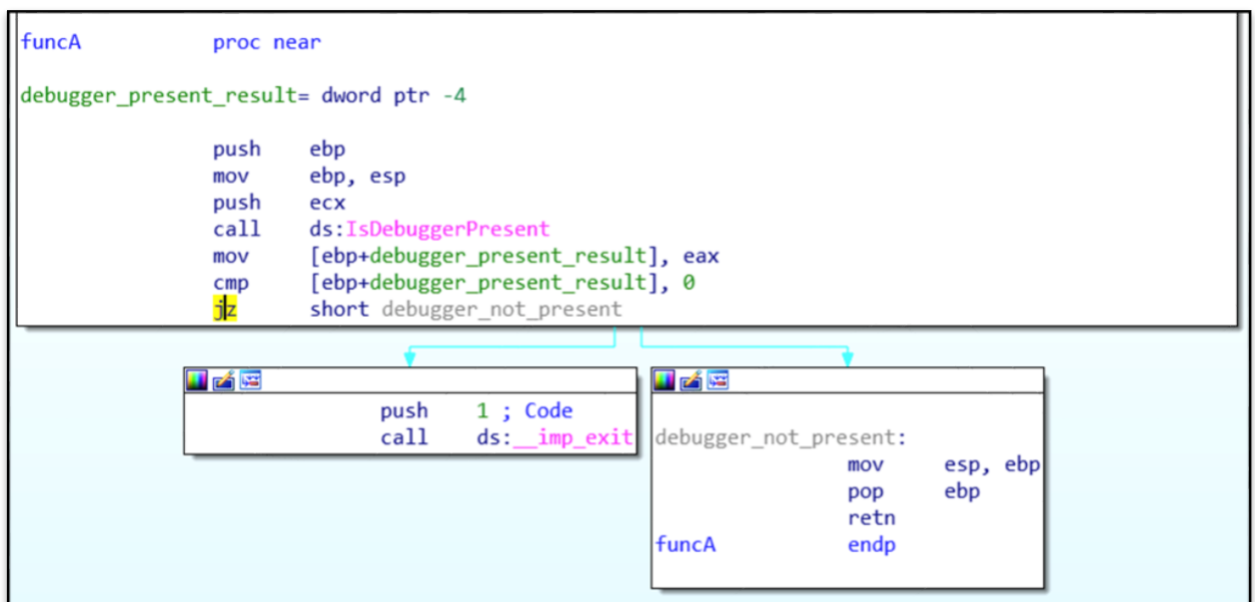 funcA proc near
debugger_present_result= dword ptr -4
push ebp
mov ebp, esp
push ecx
call ds:IsDebuggerPresent
mov [ebp+debugger_present_result], eax
cmp [ebp+debugger_present_result], 0
jz short debugger_not_present
push 1 ; Code
call ds:__imp_exit
debugger_not_present:
mov esp, ebp
pop ebp
retn
funcA endp